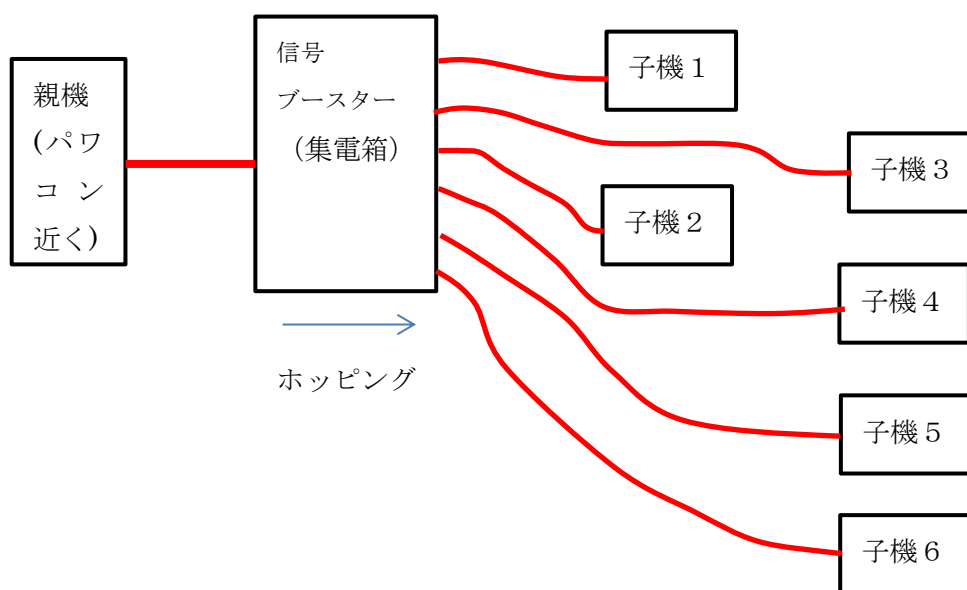 親機
(パワ
コン
近く)
信号
ブースター
（集電箱）
ホッピング
子機１
子機３
子機２
子機４
子機５
子機６